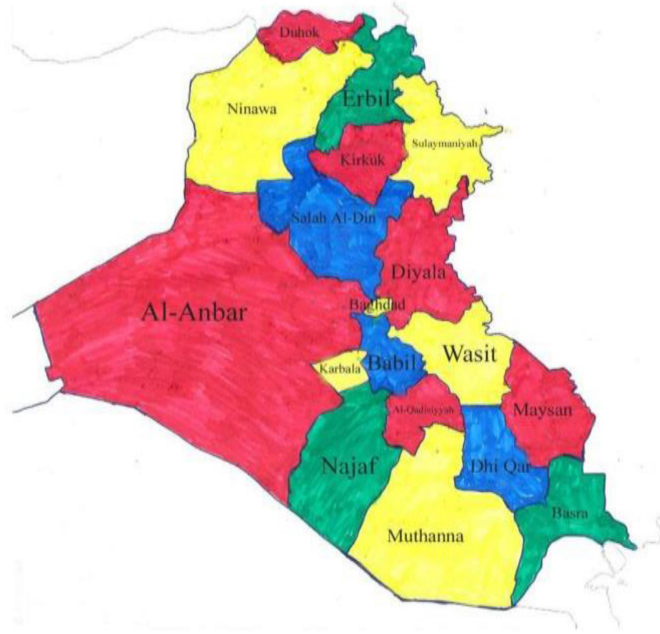 Duhok
Ninawa
Erbil
Sulaymaniyah
Kirkuk
Salah Al-Din
Diyala
Baghdad
Al-Anbar
Babil
Wasit
Karbala
Al-Qadisiyyah
Maysan
Najaf
Dhi Qar
Basra
Muthanna